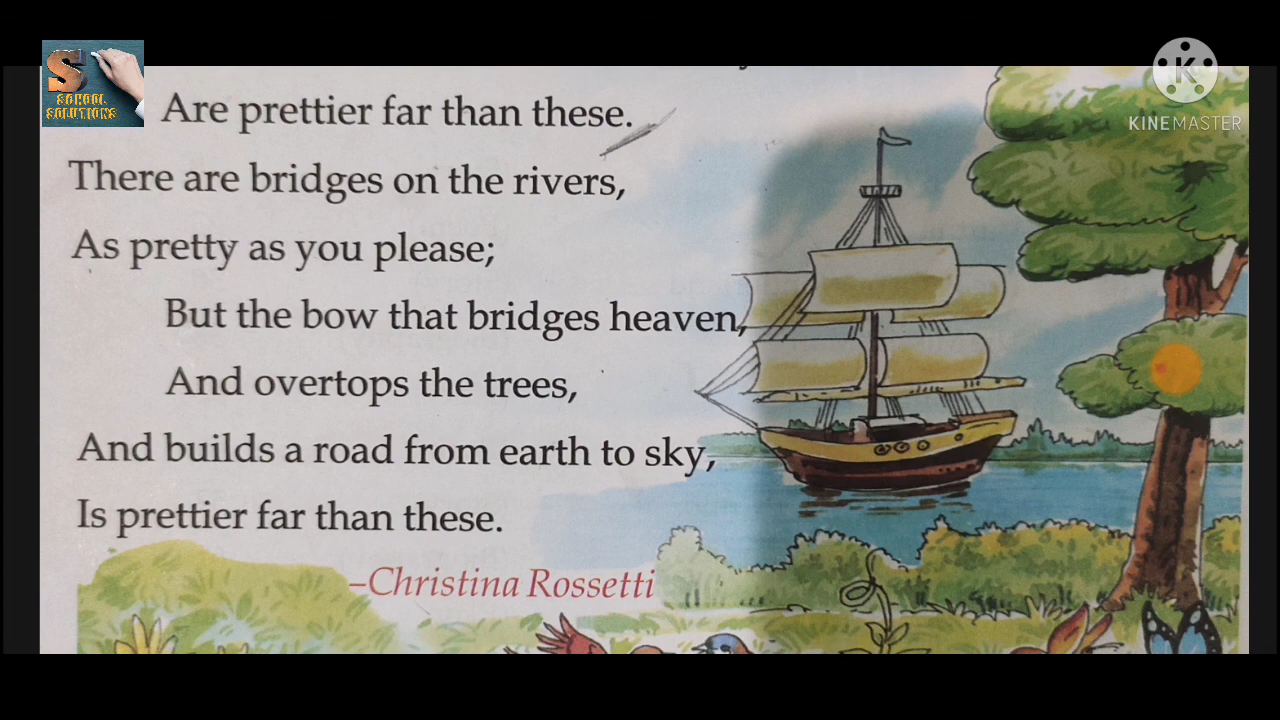 S
SCHOOL
SOLUTIONS
K
KINEMASTER
Are prettier far than these.
There are bridges on the rivers,
As pretty as you please;
But the bow that bridges heaven,
And overtops the trees,
And builds a road from earth to sky,
Is prettier far than these.
–Christina Rossetti